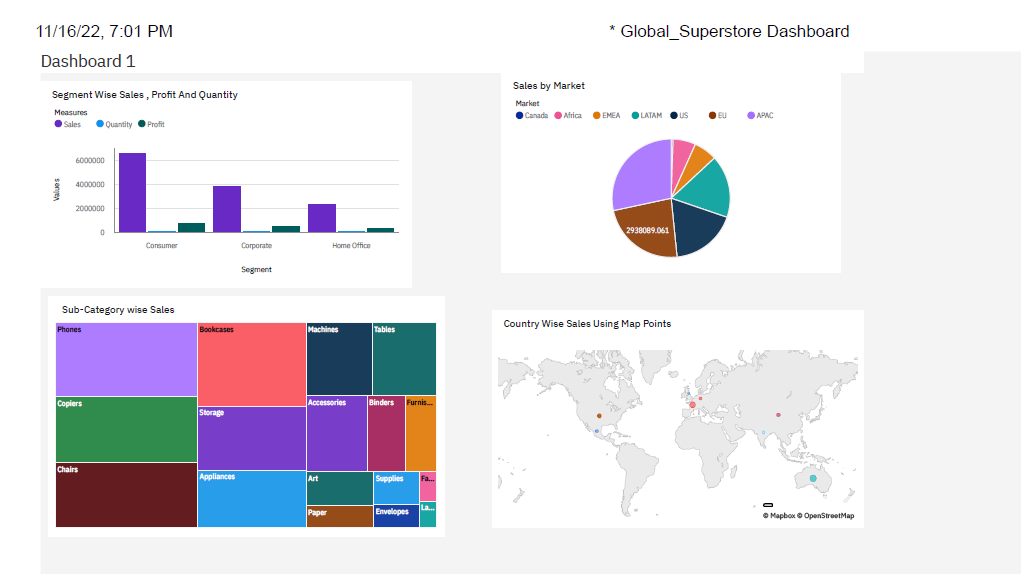 11/16/22, 7:01 PM
* Global_Superstore Dashboard
Dashboard 1
Segment Wise Sales , Profit And Quantity
Measures
Sales Quantity Profit
Values
6000000
4000000
2000000
0
Consumer Corporate Home Office
Segment
Sales by Market
Market
Canada Africa EMEA LATAM US EU APAC
2938089.061
Sub-Category wise Sales
Phones
Bookcases
Machines
Tables
Copiers
Storage
Accessories
Binders
Furnis...
Chairs
Appliances
Art
Supplies
Fa...
Paper
Envelopes
La...
Country Wise Sales Using Map Points
© Mapbox © OpenStreetMap